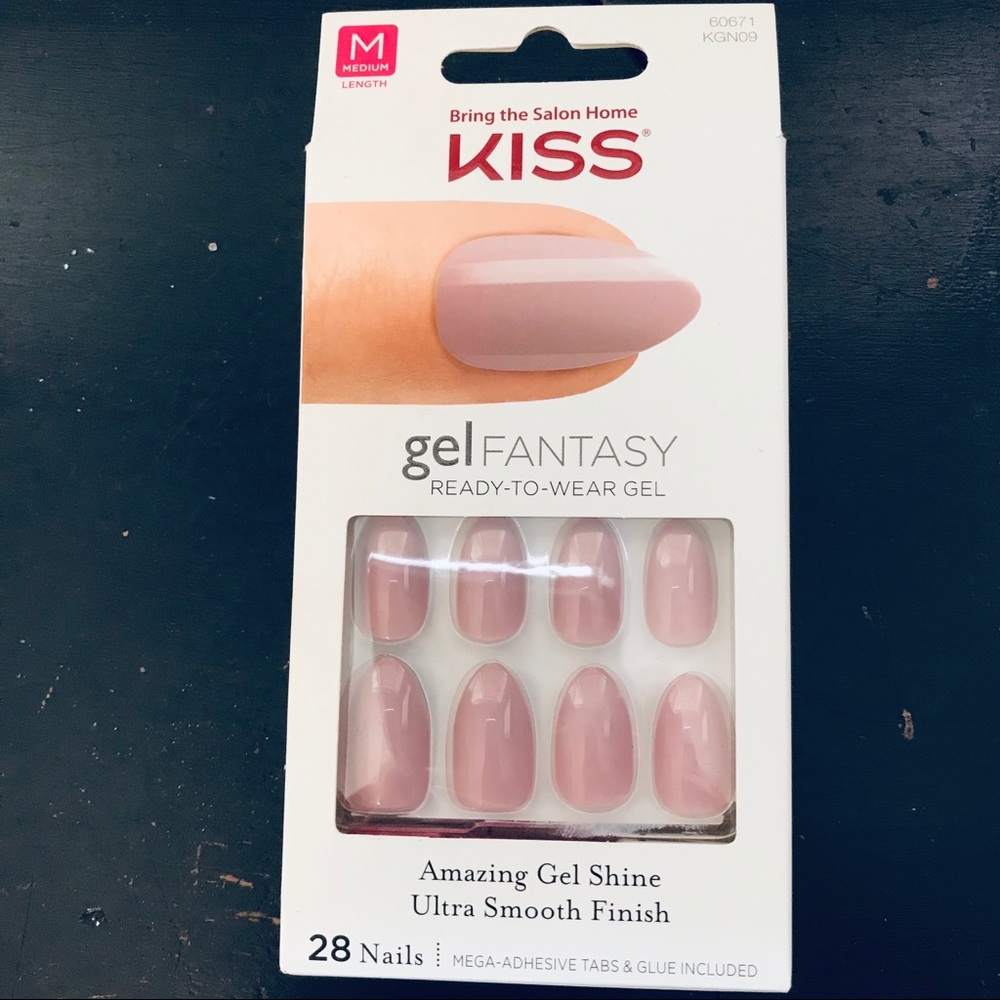 M
MEDIUM
LENGTH
60671
KGN09
Bring the Salon Home
KISS®
gel FANTASY
READY-TO-WEAR GEL
Amazing Gel Shine
Ultra Smooth Finish
28 Nails
MEGA-ADHESIVE TABS & GLUE INCLUDED